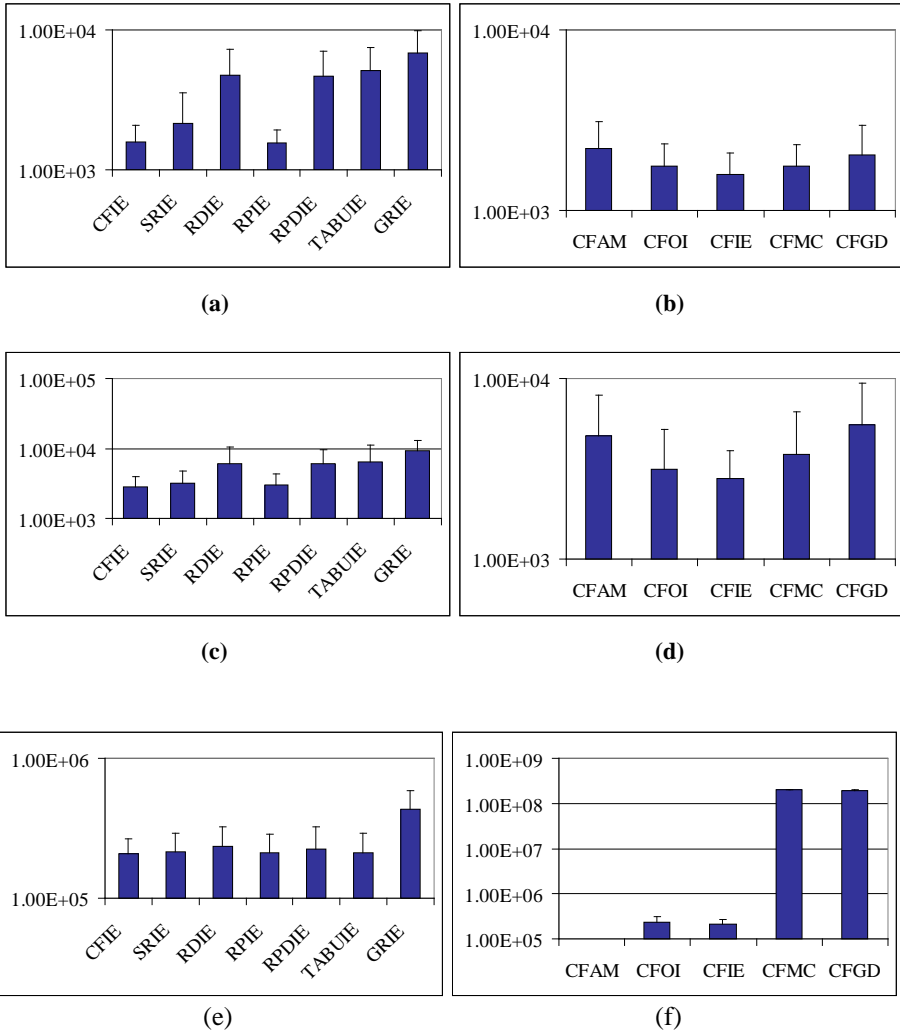 1.00E+04
1.00E+03
CFIE
SRIE
RDIE
RPIE
RPDIE
TABUIE
GRIE
(a)
1.00E+04
1.00E+03
CFAM CFOI CFIE CFMC CFGD
(b)
1.00E+05
1.00E+04
1.00E+03
CFIE
SRIE
RDIE
RPIE
RPDIE
TABUIE
GRIE
(c)
1.00E+04
1.00E+03
CFAM CFOI CFIE CFMC CFGD
(d)
1.00E+06
1.00E+05
CFIE
SRIE
RDIE
RPIE
RPDIE
TABUIE
GRIE
(e)
1.00E+09
1.00E+08
1.00E+07
1.00E+06
1.00E+05
CFAM CFOI CFIE CFMC CFGD
(f)